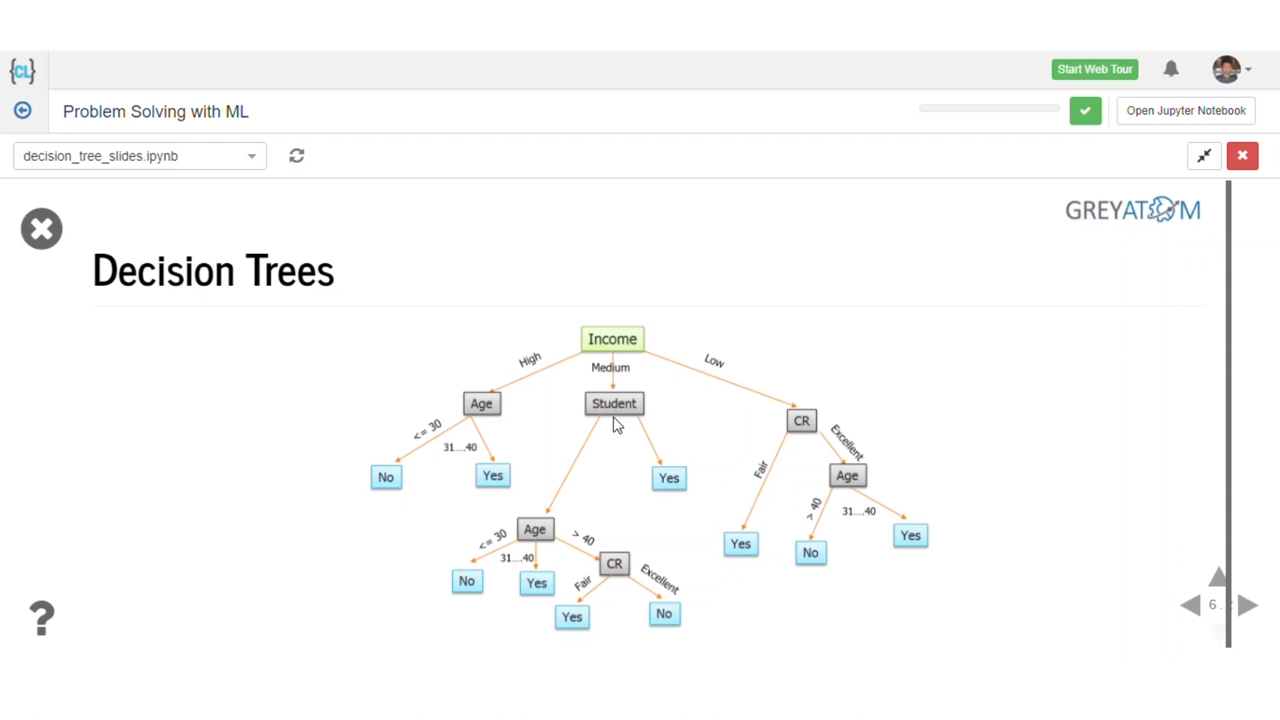 {CL}
Start Web Tour
Problem Solving with ML
Open Jupyter Notebook
decision_tree_slides.ipynb
GREYATOM
Decision Trees
Income
High
Medium
Low
Age
Student
CR
<= 30
31....40
Fair
Excellent
No
Yes
Yes
Age
> 40
31....40
Age
Yes
No
Yes
<= 30
31....40
> 40
CR
No
Yes
Fair
Excellent
Yes
No
?
6.